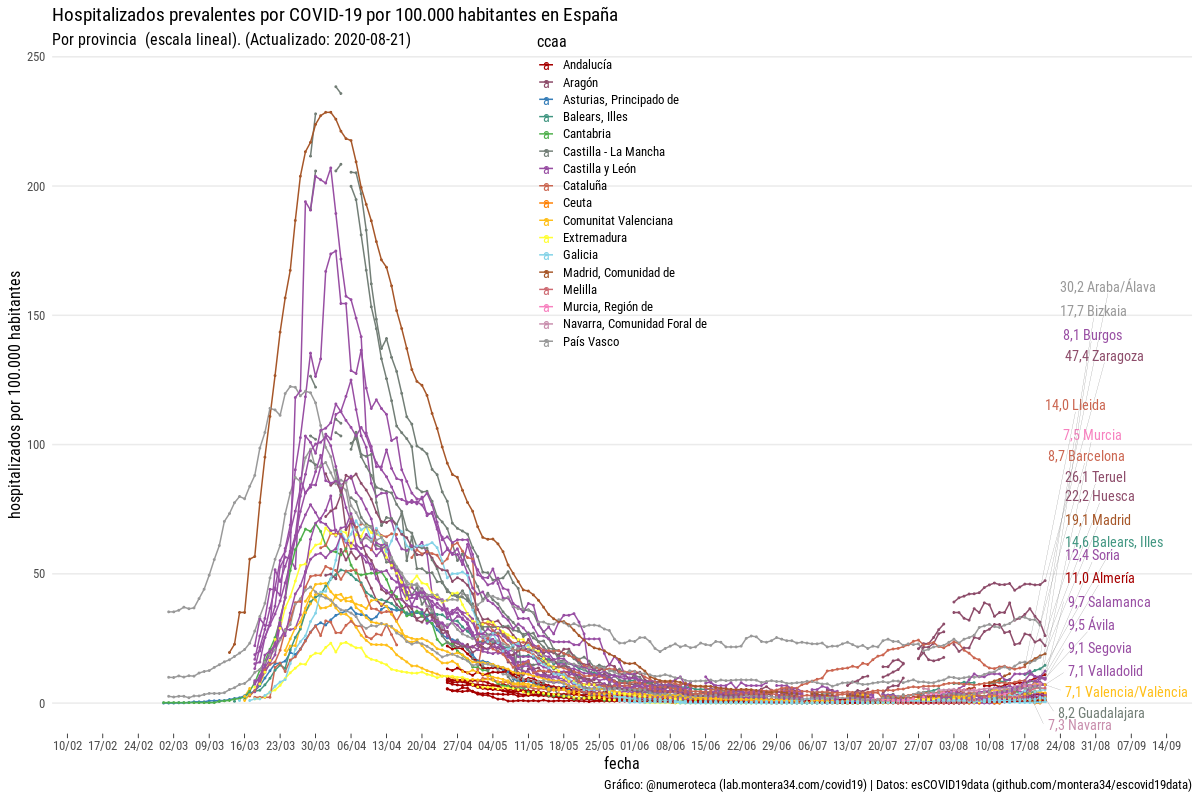 Hospitalizados prevalentes por COVID-19 por 100.000 habitantes en España
Por provincia (escala lineal). (Actualizado: 2020-08-21)
ccaa
Andalucía
Aragón
Asturias, Principado de
Balears, Illes
Cantabria
Castilla - La Mancha
Castilla y León
Cataluña
Ceuta
Comunitat Valenciana
Extremadura
Galicia
Madrid, Comunidad de
Melilla
Murcia, Región de
Navarra, Comunidad Foral de
País Vasco
hospitalizados por 100.000 habitantes
250
200
150
100
50
0
30,2 Araba/Álava
17,7 Bizkaia
8,1 Burgos
47,4 Zaragoza
14,0 Lleida
7,5 Murcia
8,7 Barcelona
26,1 Teruel
22,2 Huesca
19,1 Madrid
14,6 Balears, Illes
12,4 Soria
11,0 Almería
9,7 Salamanca
9,5 Ávila
9,1 Segovia
7,1 Valladolid
7,1 Valencia/València
8,2 Guadalajara
7,3 Navarra
10/02 17/02 24/02 02/03 09/03 16/03 23/03 30/03 06/04 13/04 20/04 27/04 04/05 11/05 18/05 25/05 01/06 08/06 15/06 22/06 29/06 06/07 13/07 20/07 27/07 03/08 10/08 17/08 24/08 31/08 07/09 14/09
fecha
Gráfico: @numeroteca (lab.montera34.com/covid19) | Datos: esCOVID19data (github.com/montera34/escovid19data)